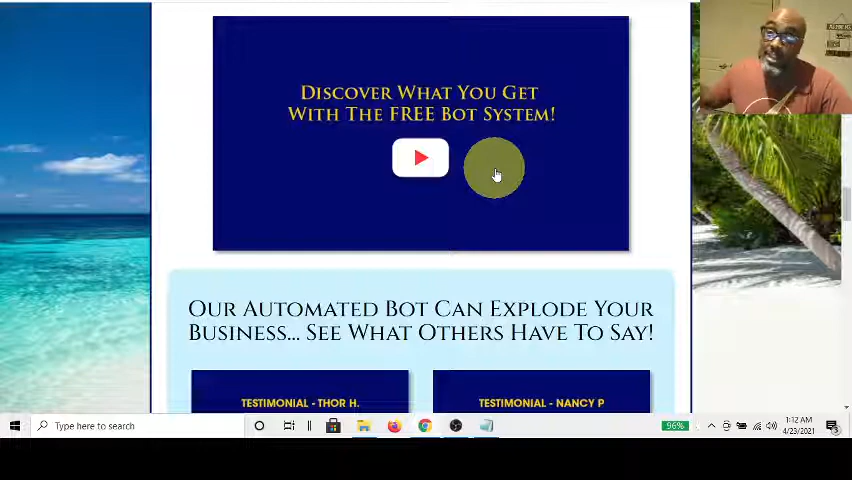 DISCOVER WHAT YOU GET
WITH THE FREE BOT SYSTEM!
OUR AUTOMATED BOT CAN EXPLODE YOUR
BUSINESS... SEE WHAT OTHERS HAVE TO SAY!
TESTIMONIAL - THOR H.
TESTIMONIAL - NANCY P
Type here to search
96%
1:12 AM
4/23/2021